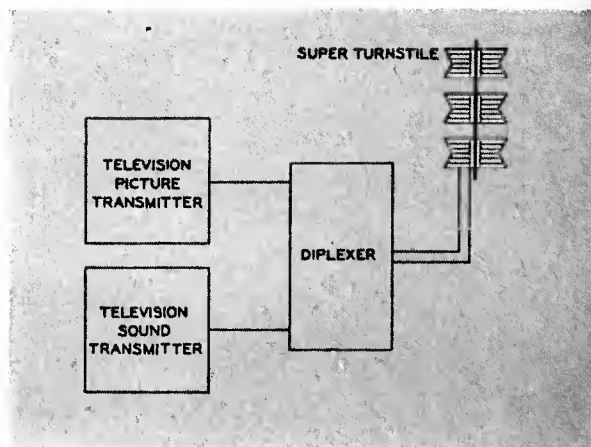 SUPER TURNSTILE
TELEVISION
PICTURE
TRANSMITTER
DIPLEXER
TELEVISION
SOUND
TRANSMITTER